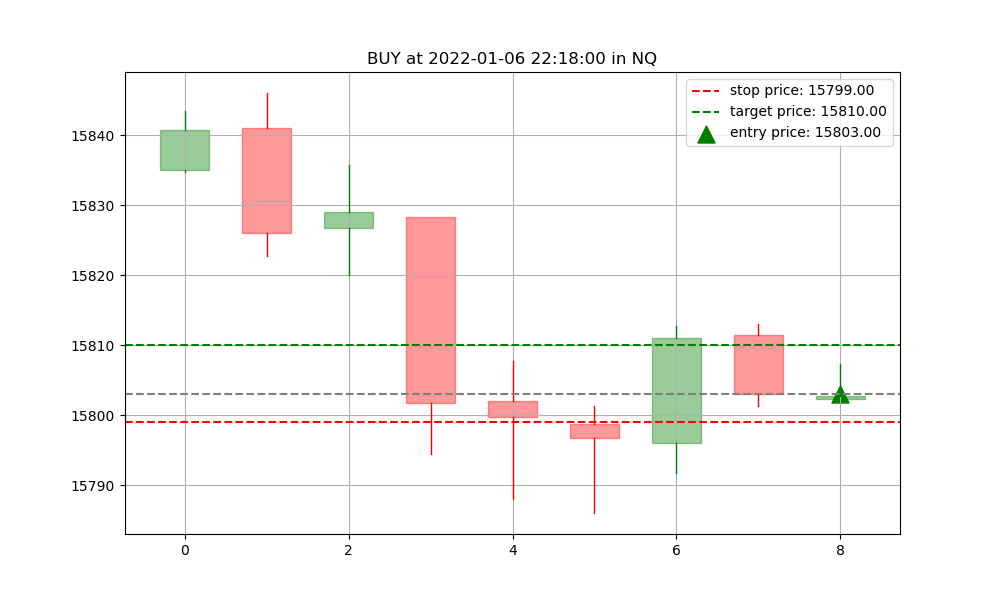 BUY at 2022-01-06 22:18:00 in NQ
stop price: 15799.00
target price: 15810.00
entry price: 15803.00
15840
15830
15820
15810
15800
15790
0 2 4 6 8